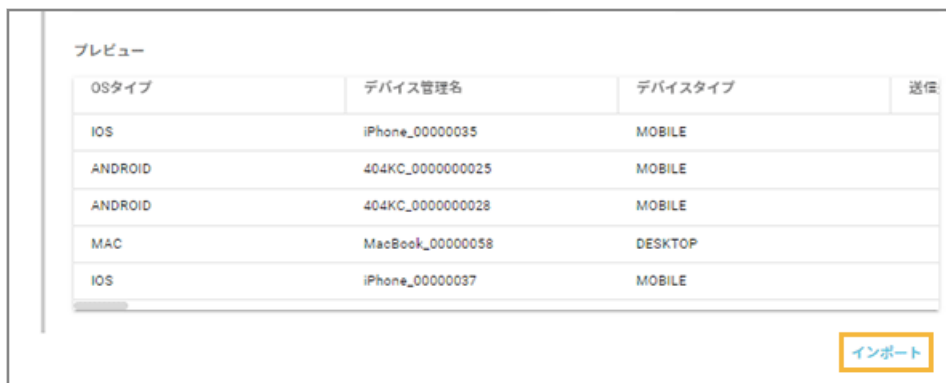 プレビュー
OSタイプ デバイス管理名 デバイスタイプ 送信
IOS iPhone_00000035 MOBILE
ANDROID 404KC_0000000025 MOBILE
ANDROID 404KC_0000000028 MOBILE
MAC MacBook_00000058 DESKTOP
IOS iPhone_00000037 MOBILE
インポート